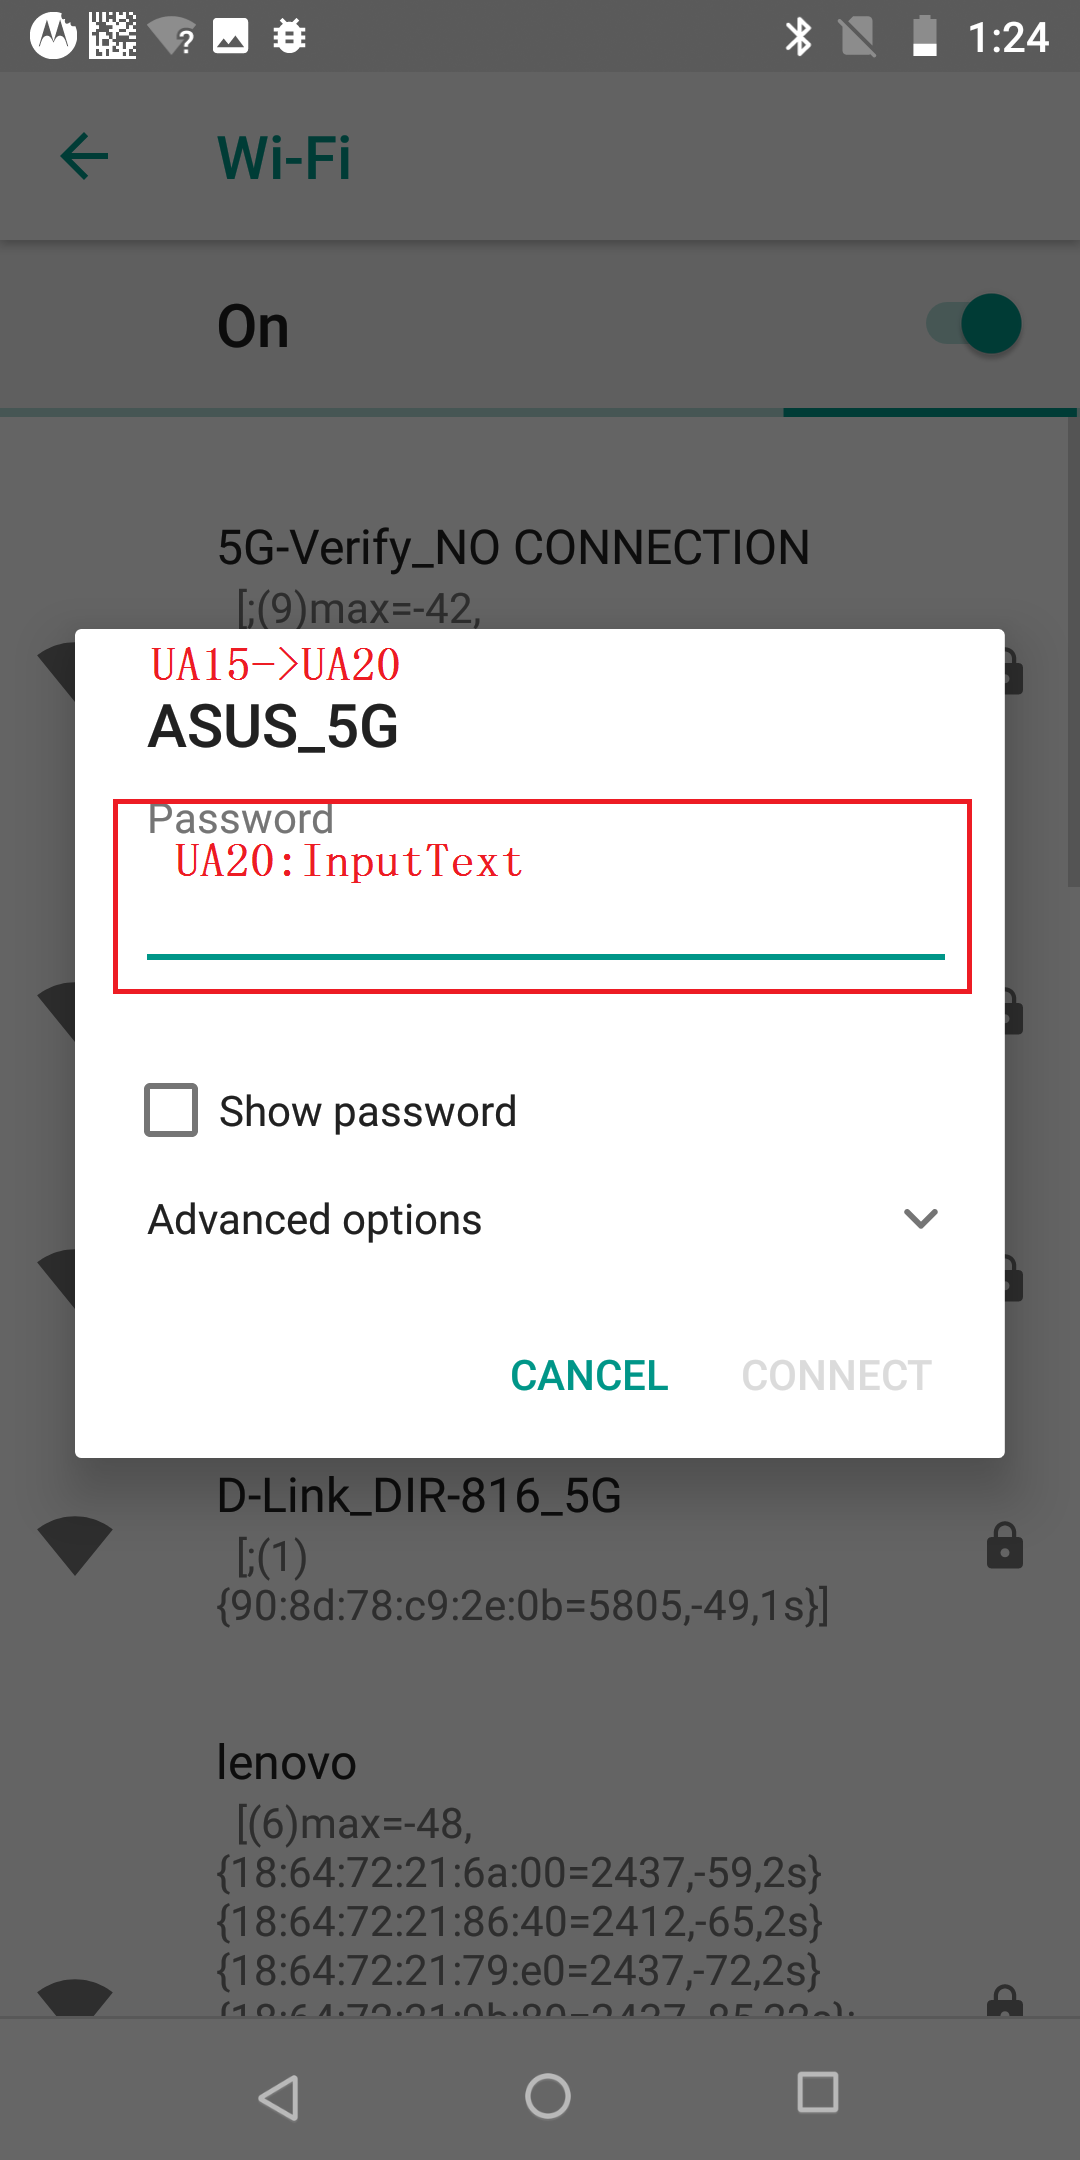 1:24
Wi-Fi
On
5G-Verify_NO CONNECTION
[;(9)max=-42,
UA15->UA20
ASUS_5G
Password
UA20:InputText
Show password
Advanced options
CANCEL CONNECT
D-Link_DIR-816_5G
[;(1)
{90:8d:78:c9:2e:0b=5805,-49,1s}]
lenovo
[(6)max=-48,
{18:64:72:21:6a:00=2437,-59,2s}
{18:64:72:21:86:40=2412,-65,2s}
{18:64:72:21:79:e0=2437,-72,2s}